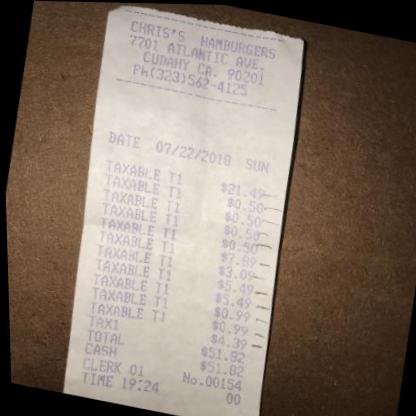 CHRIS'S HAMBURGERS
7701 ATLANTIC AVE.
CUDAHY CA. 90201
Ph(323)562-4125
DATE 07/22/2018 SUN
TAXABLE T1 $21.49
TAXABLE T1 $0.50
TAXABLE T1 $0.50
TAXABLE T1 $0.50
TAXABLE T1 $0.50
TAXABLE T1 $7.89
TAXABLE T1 $3.09
TAXABLE T1 $5.49
TAXABLE T1 $5.49
TAXABLE T1 $0.99
TAXABLE T1 $0.99
TAX1 $4.39
TOTAL $51.82
CASH $51.82
CLERK 01 No.00154
TIME 19:24 00